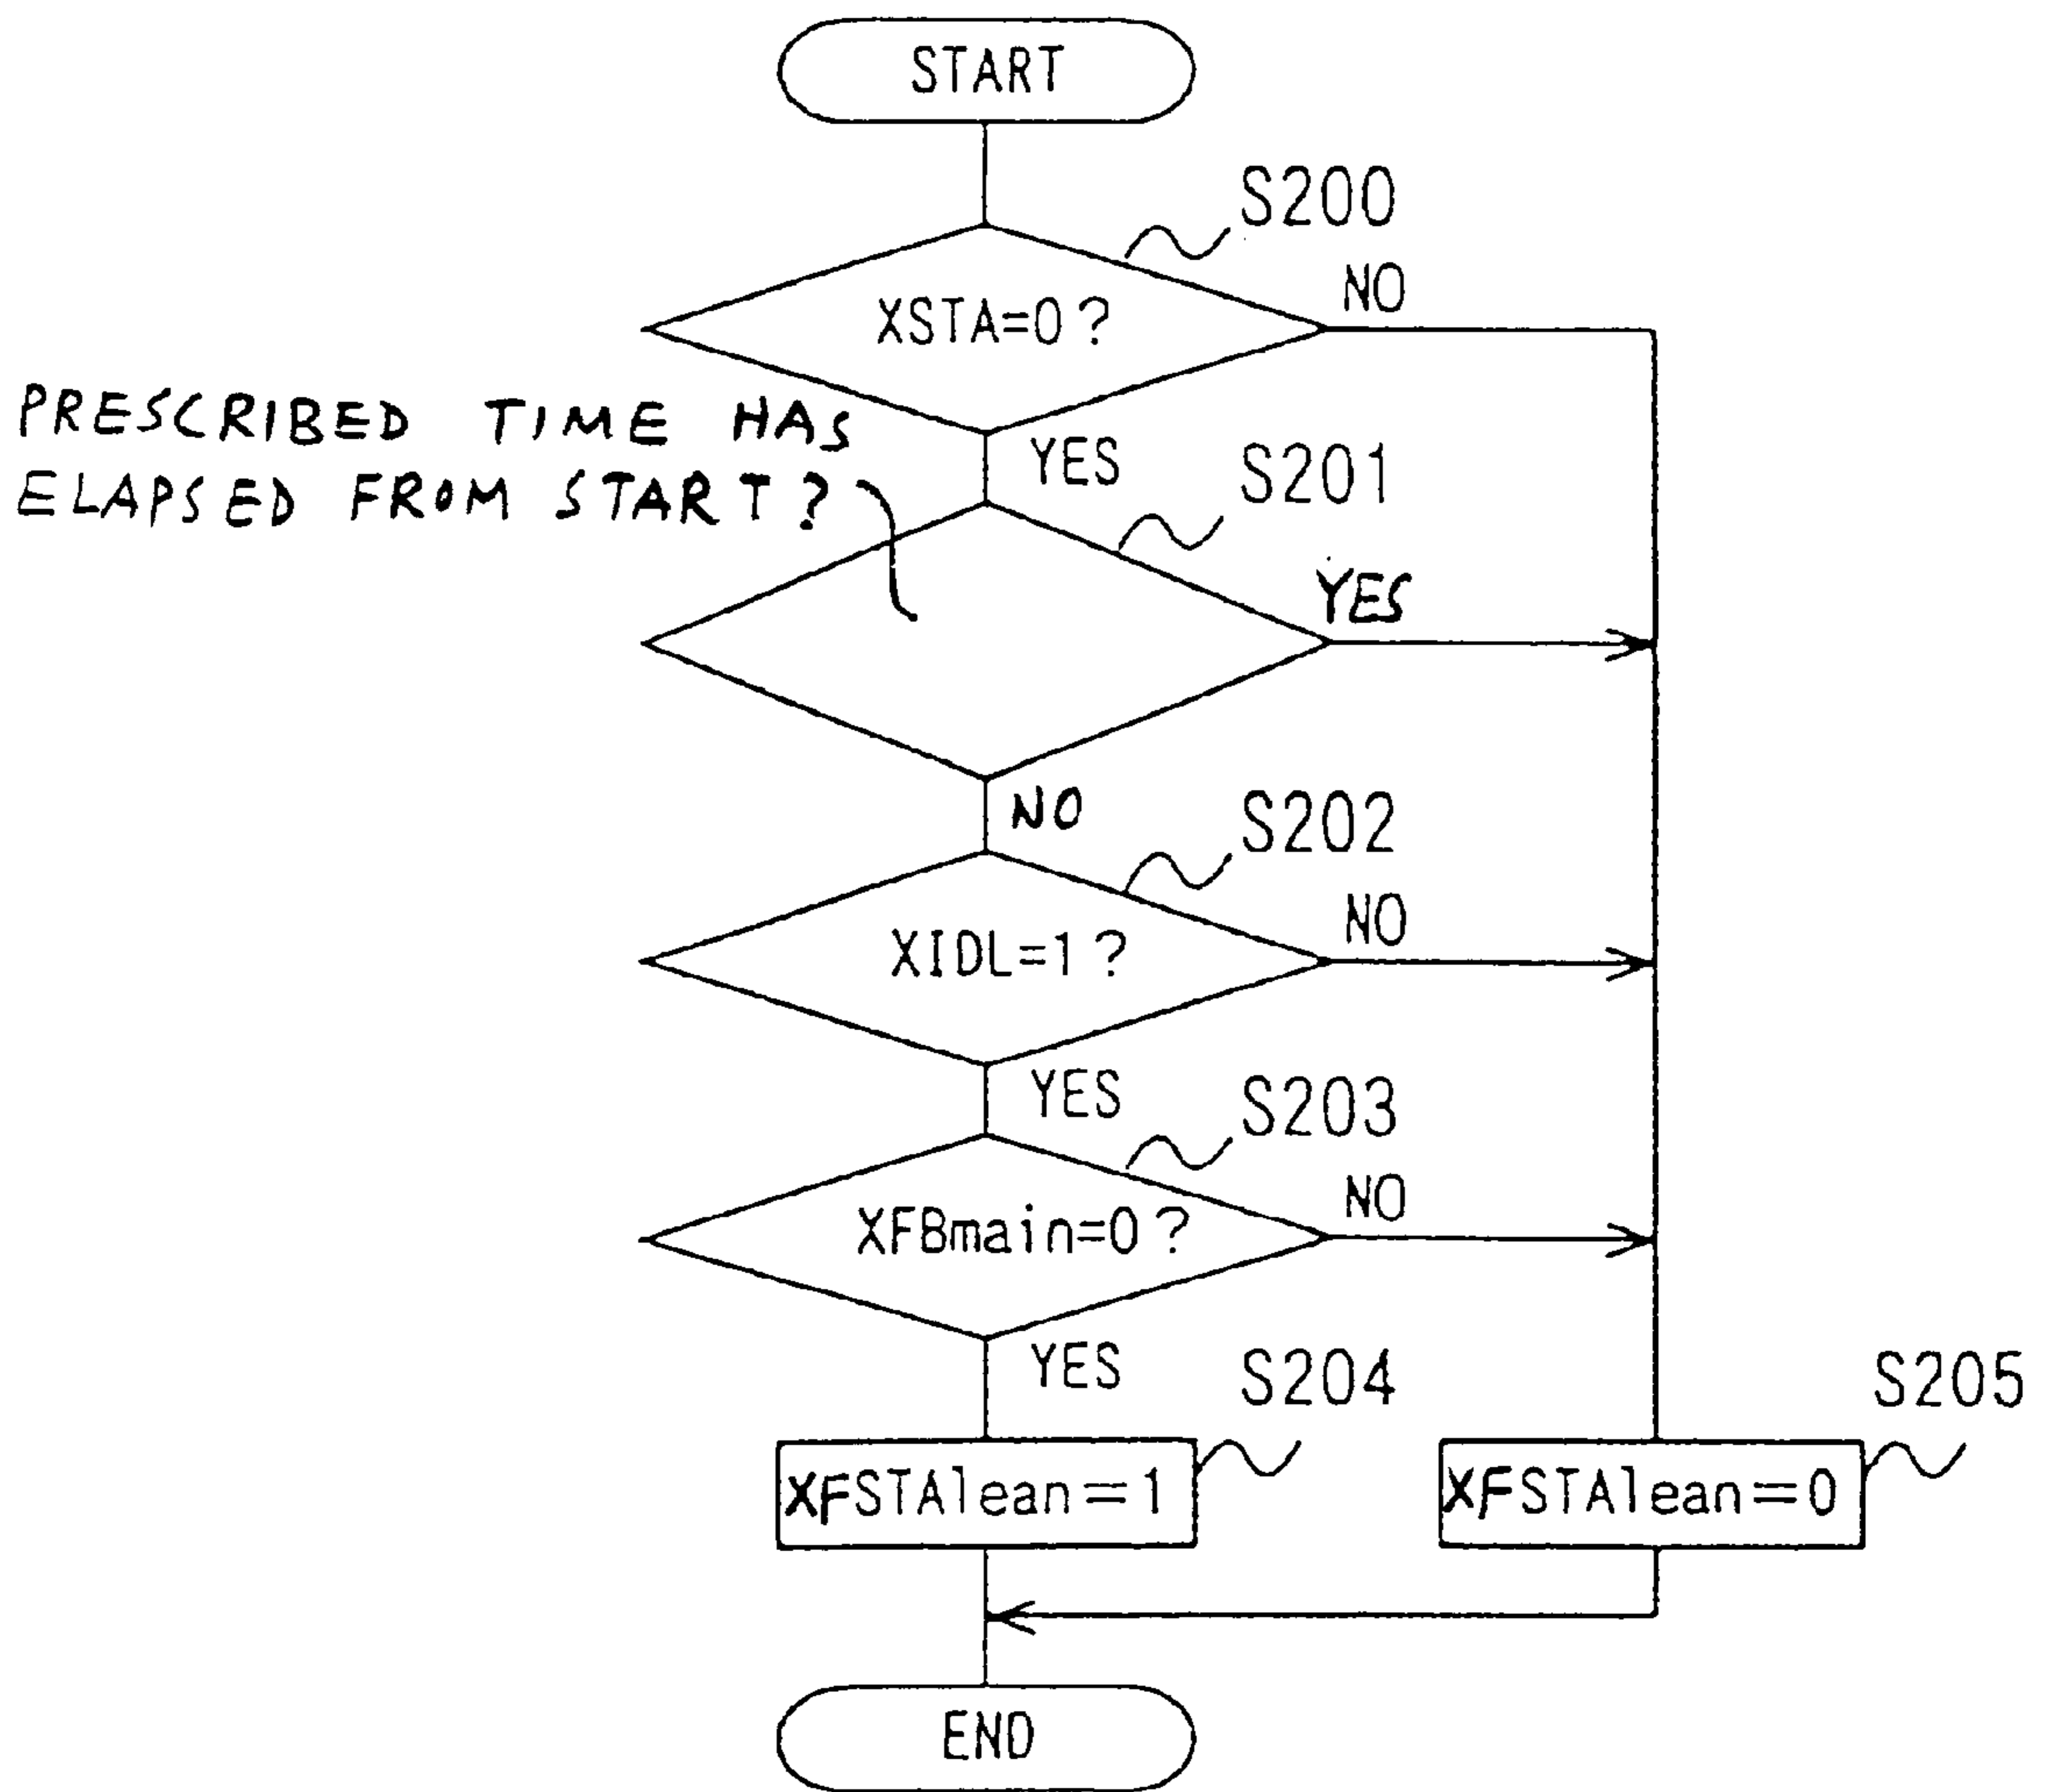 START
S200
XSTA=0?
NO
PRESCRIBED TIME HAS
ELAPSED FROM START?
YES
S201
YES
NO
S202
XIDL=1?
NO
YES
S203
XFBmain=0?
NO
YES
S204
S205
XFSTAlean=1
XFSTAlean=0
END